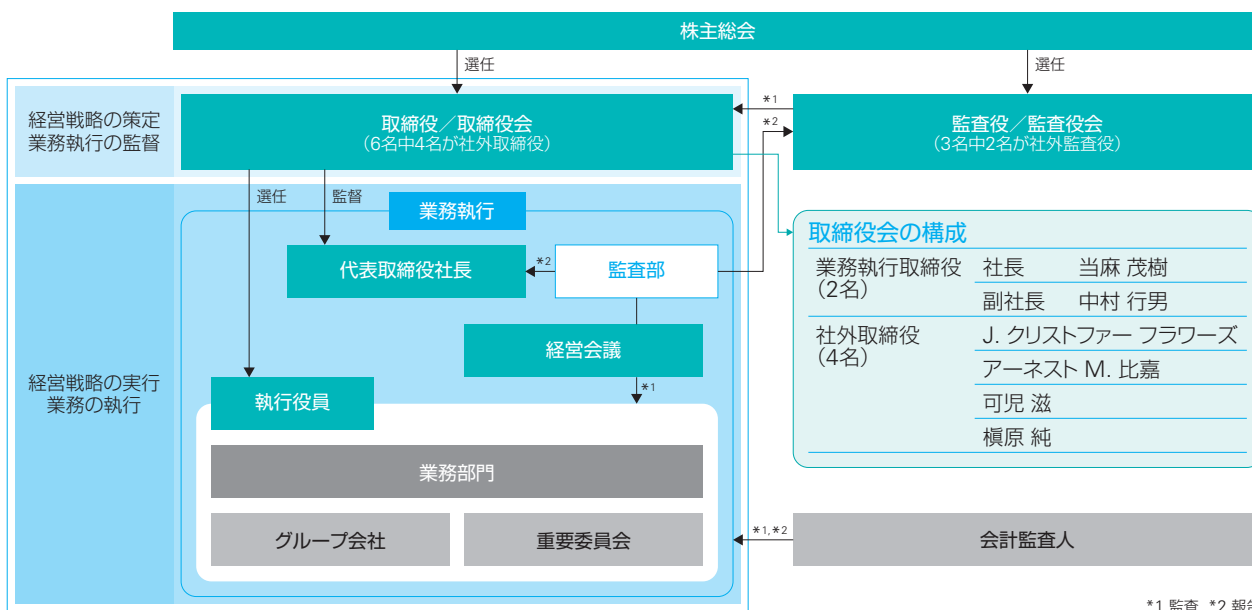 株主総会
選任
選任
経営戦略の策定
業務執行の監督
取締役／取締役会
（6名中4名が社外取締役）
*1
*2
監査役／監査役会
（3名中2名が社外監査役）
選任
監督
業務執行
代表取締役社長
*2
監査部
経営会議
*1
経営戦略の実行
業務の執行
執行役員
業務部門
グループ会社
重要委員会
取締役会の構成
業務執行取締役
（2名）
社長 当麻 茂樹
副社長 中村 行男
社外取締役
（4名）
J. クリストファー フラワーズ
アーネスト M. 比嘉
可児 滋
槇原 純
*1,*2
会計監査人
*1 監査 *2 報告